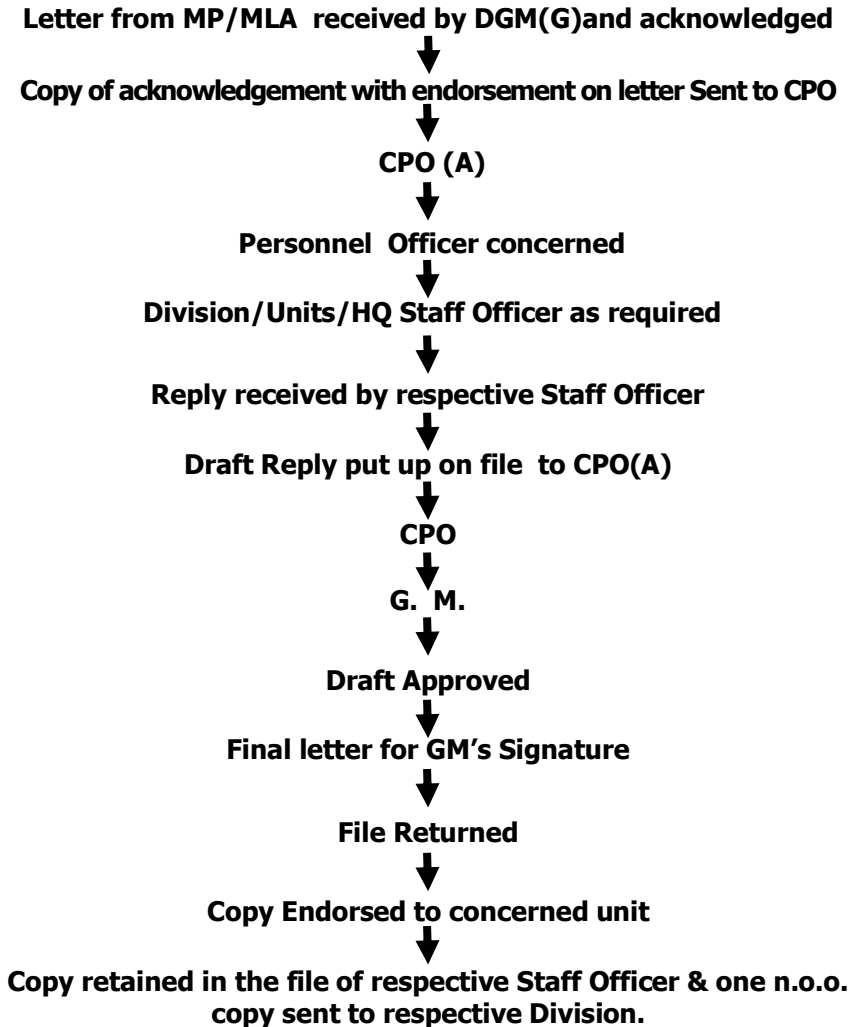 Letter from MP/MLA received by DGM(G)and acknowledged
Copy of acknowledgement with endorsement on letter Sent to CPO
CPO (A)
Personnel Officer concerned
Division/Units/HQ Staff Officer as required
Reply received by respective Staff Officer
Draft Reply put up on file to CPO(A)
CPO
G. M.
Draft Approved
Final letter for GM’s Signature
File Returned
Copy Endorsed to concerned unit
Copy retained in the file of respective Staff Officer & one n.o.o.
copy sent to respective Division.